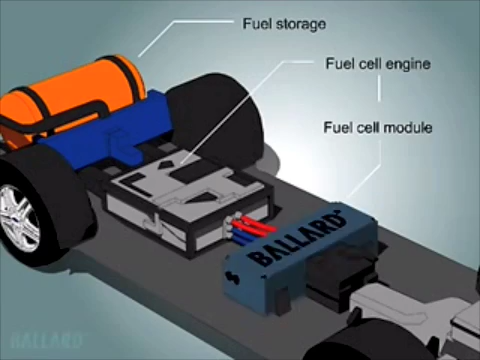 Fuel storage
Fuel cell engine
Fuel cell module
BALLARD
BALLARD